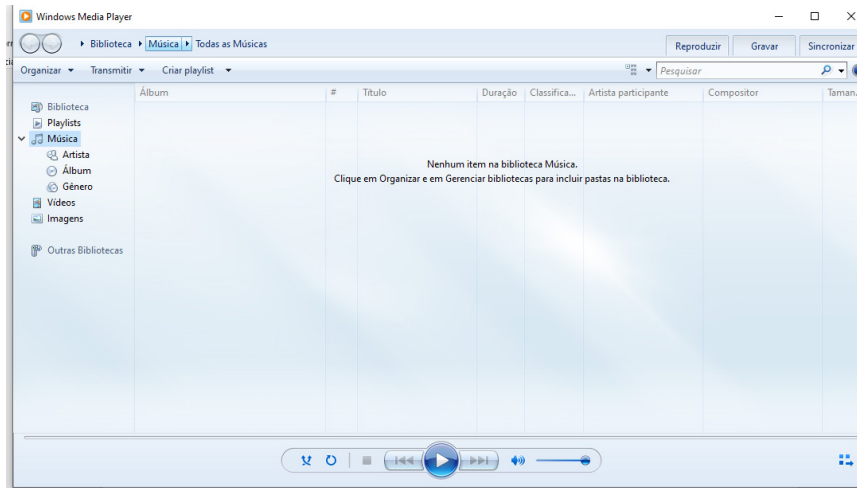 Windows Media Player
Biblioteca Música Todas as Músicas
Reproduzir Gravar Sincronizar
Organizar Transmitir Criar playlist Pesquisar
Álbum # Título Duração Classifica... Artista participante Compositor Taman.
Biblioteca
Playlists
Música
Artista
Álbum
Gênero
Vídeos
Imagens
Outras Bibliotecas
Nenhum item na biblioteca Música.
Clique em Organizar e em Gerenciar bibliotecas para incluir pastas na biblioteca.